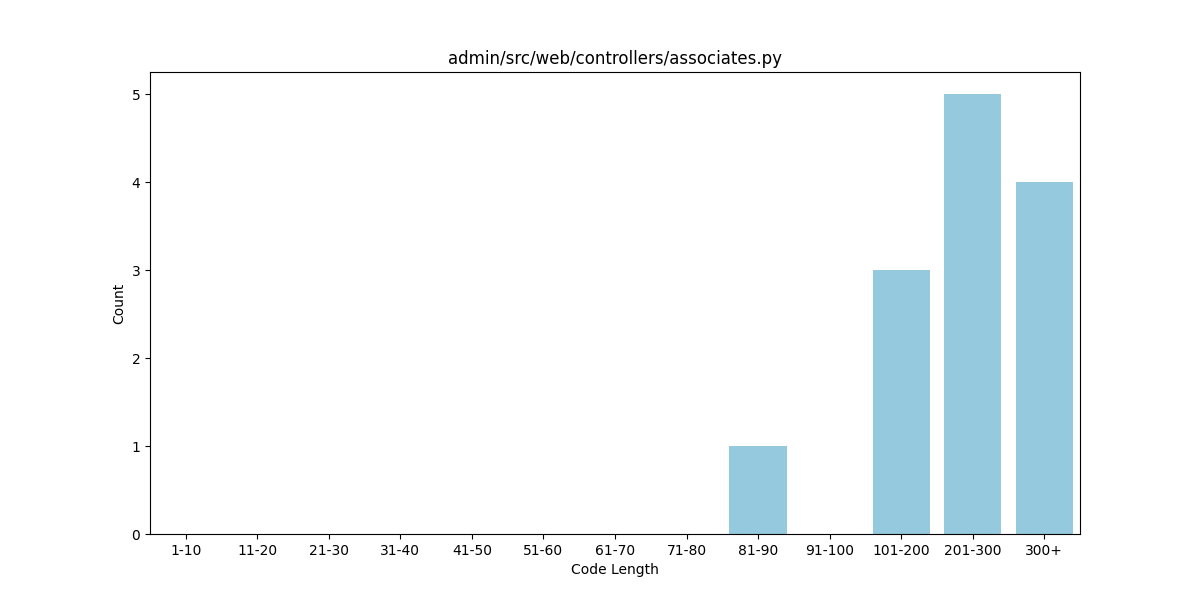 admin/src/web/controllers/associates.py
5
4
3
2
1
0
Count
1-10 11-20 21-30 31-40 41-50 51-60 61-70 71-80 81-90 91-100 101-200 201-300 300+
Code Length